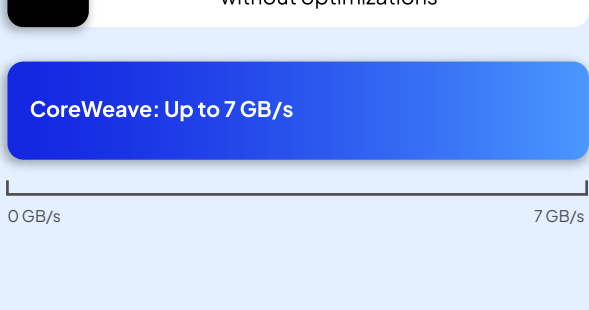 without optimizations
CoreWeave: Up to 7 GB/s
0 GB/s
7 GB/s